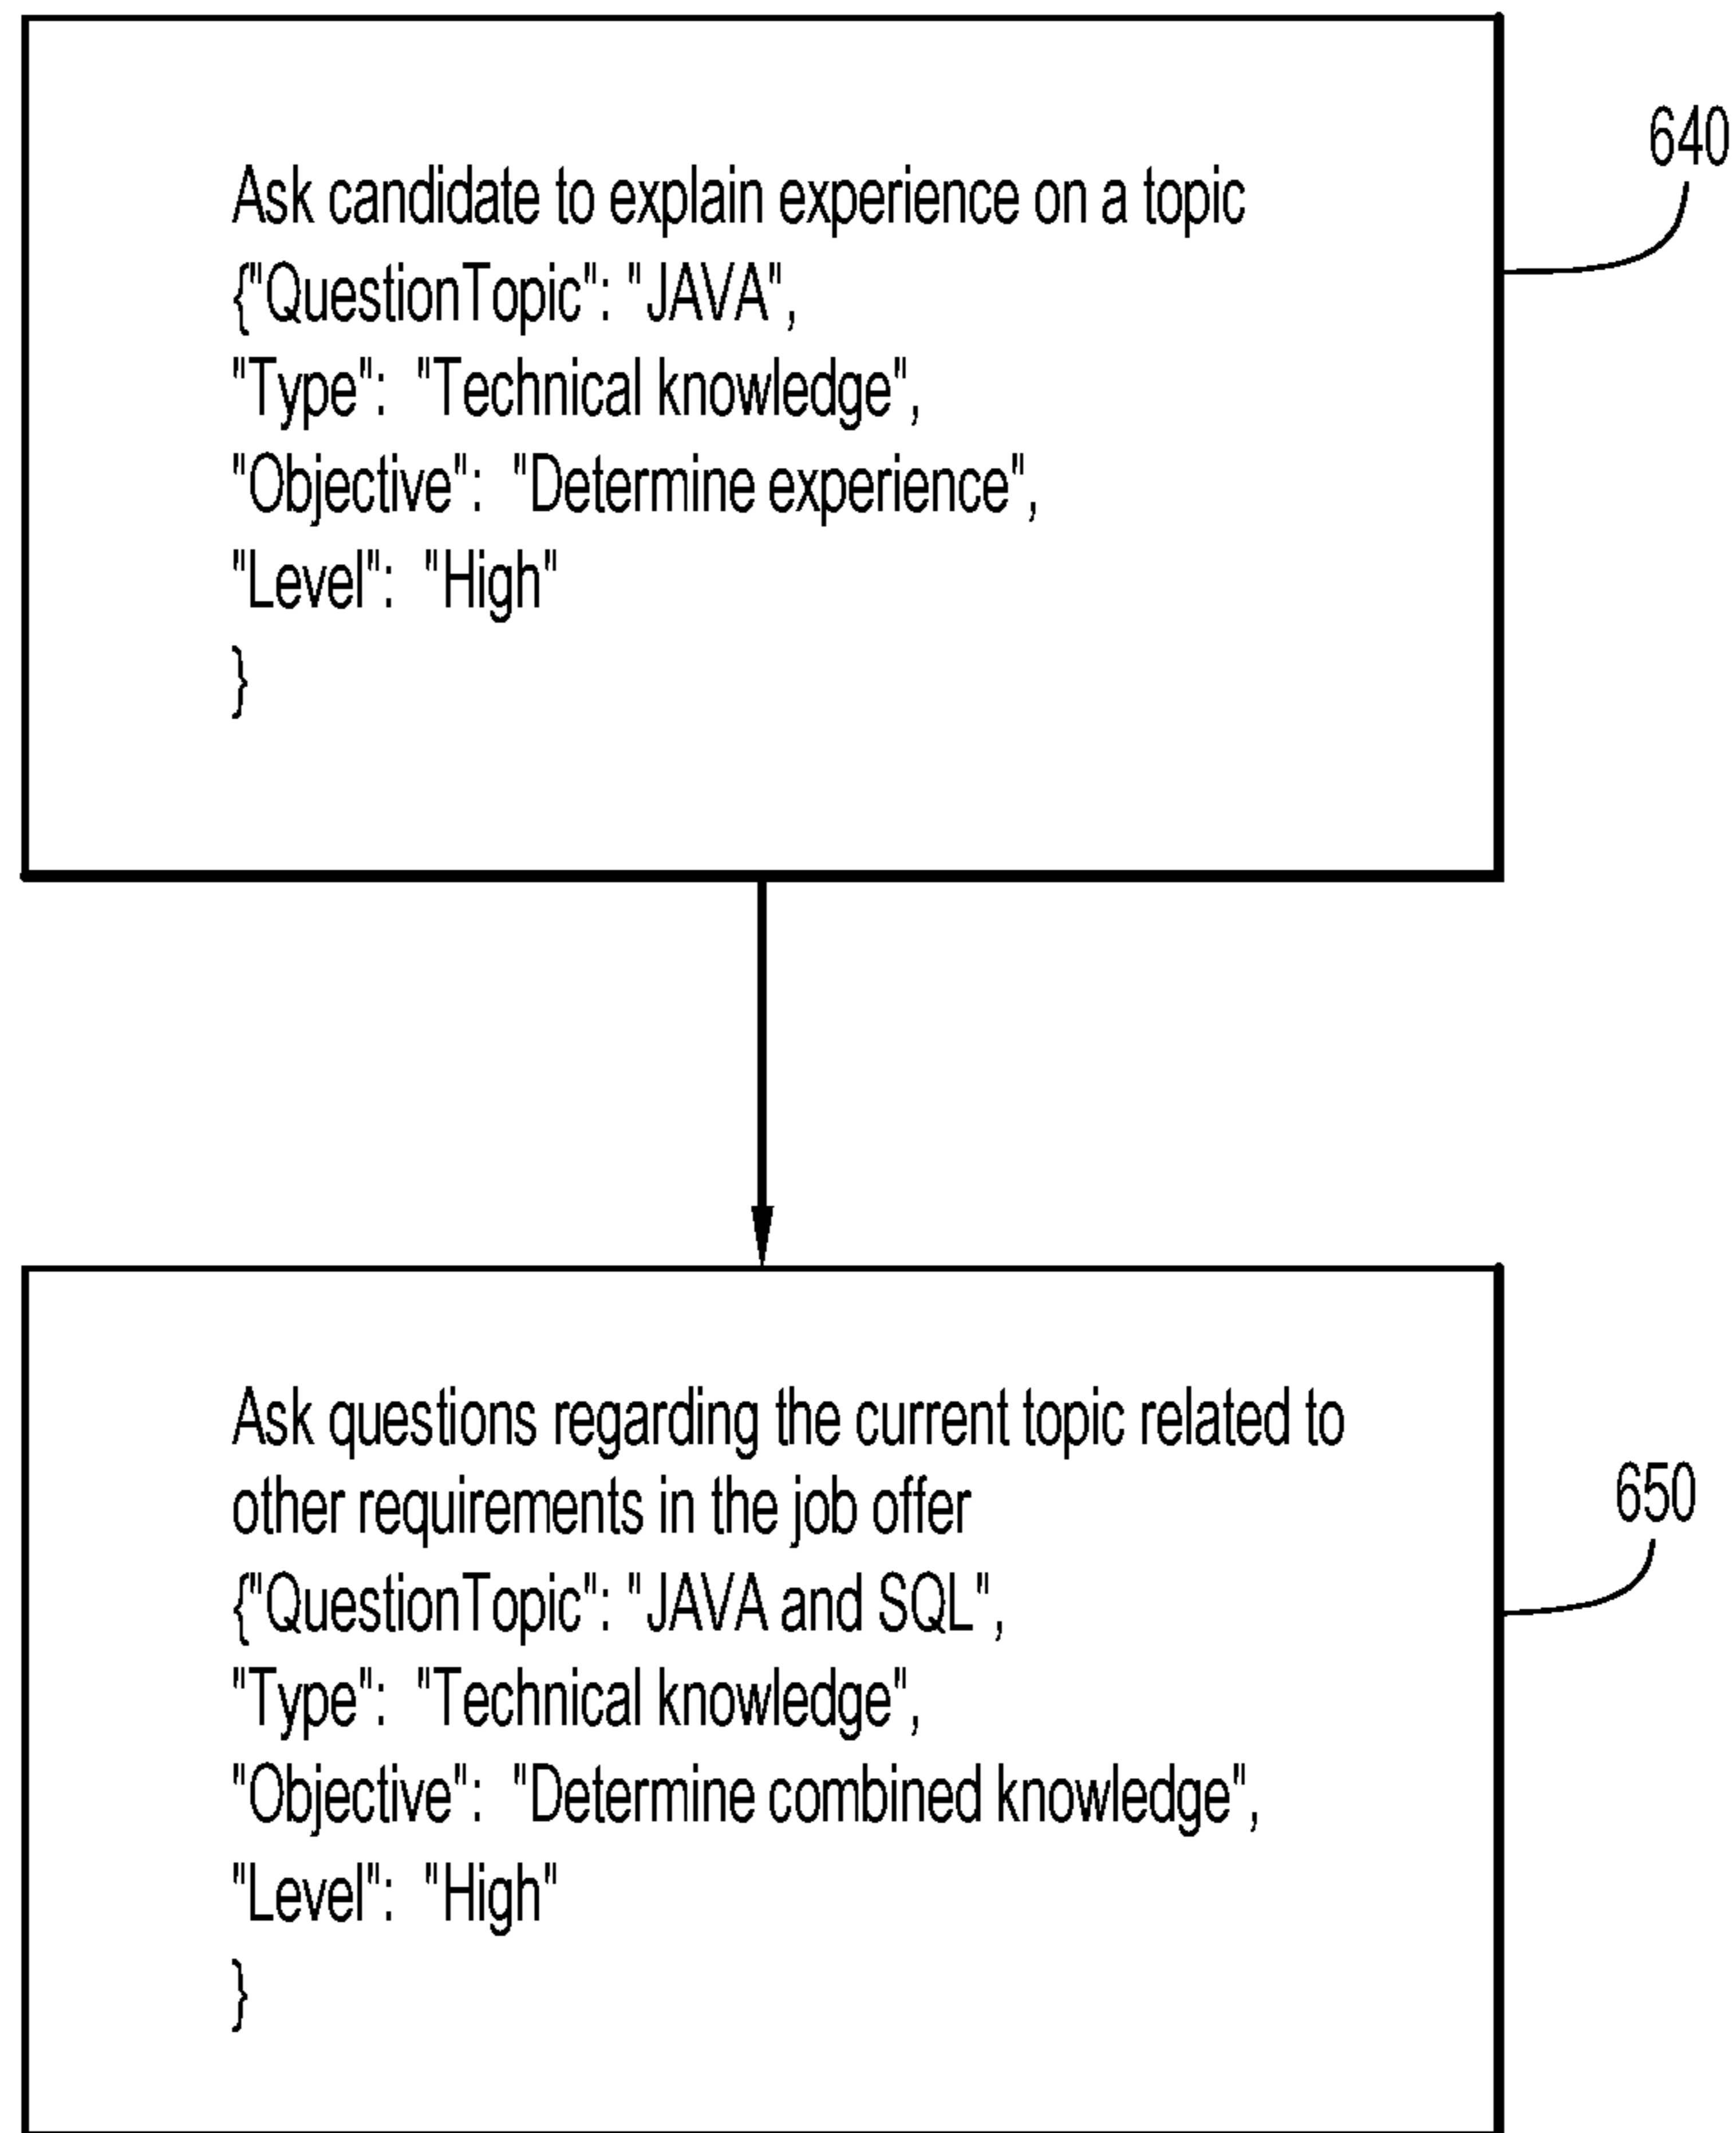 Ask candidate to explain experience on a topic
{"QuestionTopic": "JAVA",
"Type": "Technical knowledge",
"Objective": "Determine experience",
"Level": "High"
}
640
Ask questions regarding the current topic related to
other requirements in the job offer
{"QuestionTopic": "JAVA and SQL",
"Type": "Technical knowledge",
"Objective": "Determine combined knowledge",
"Level": "High"
}
650